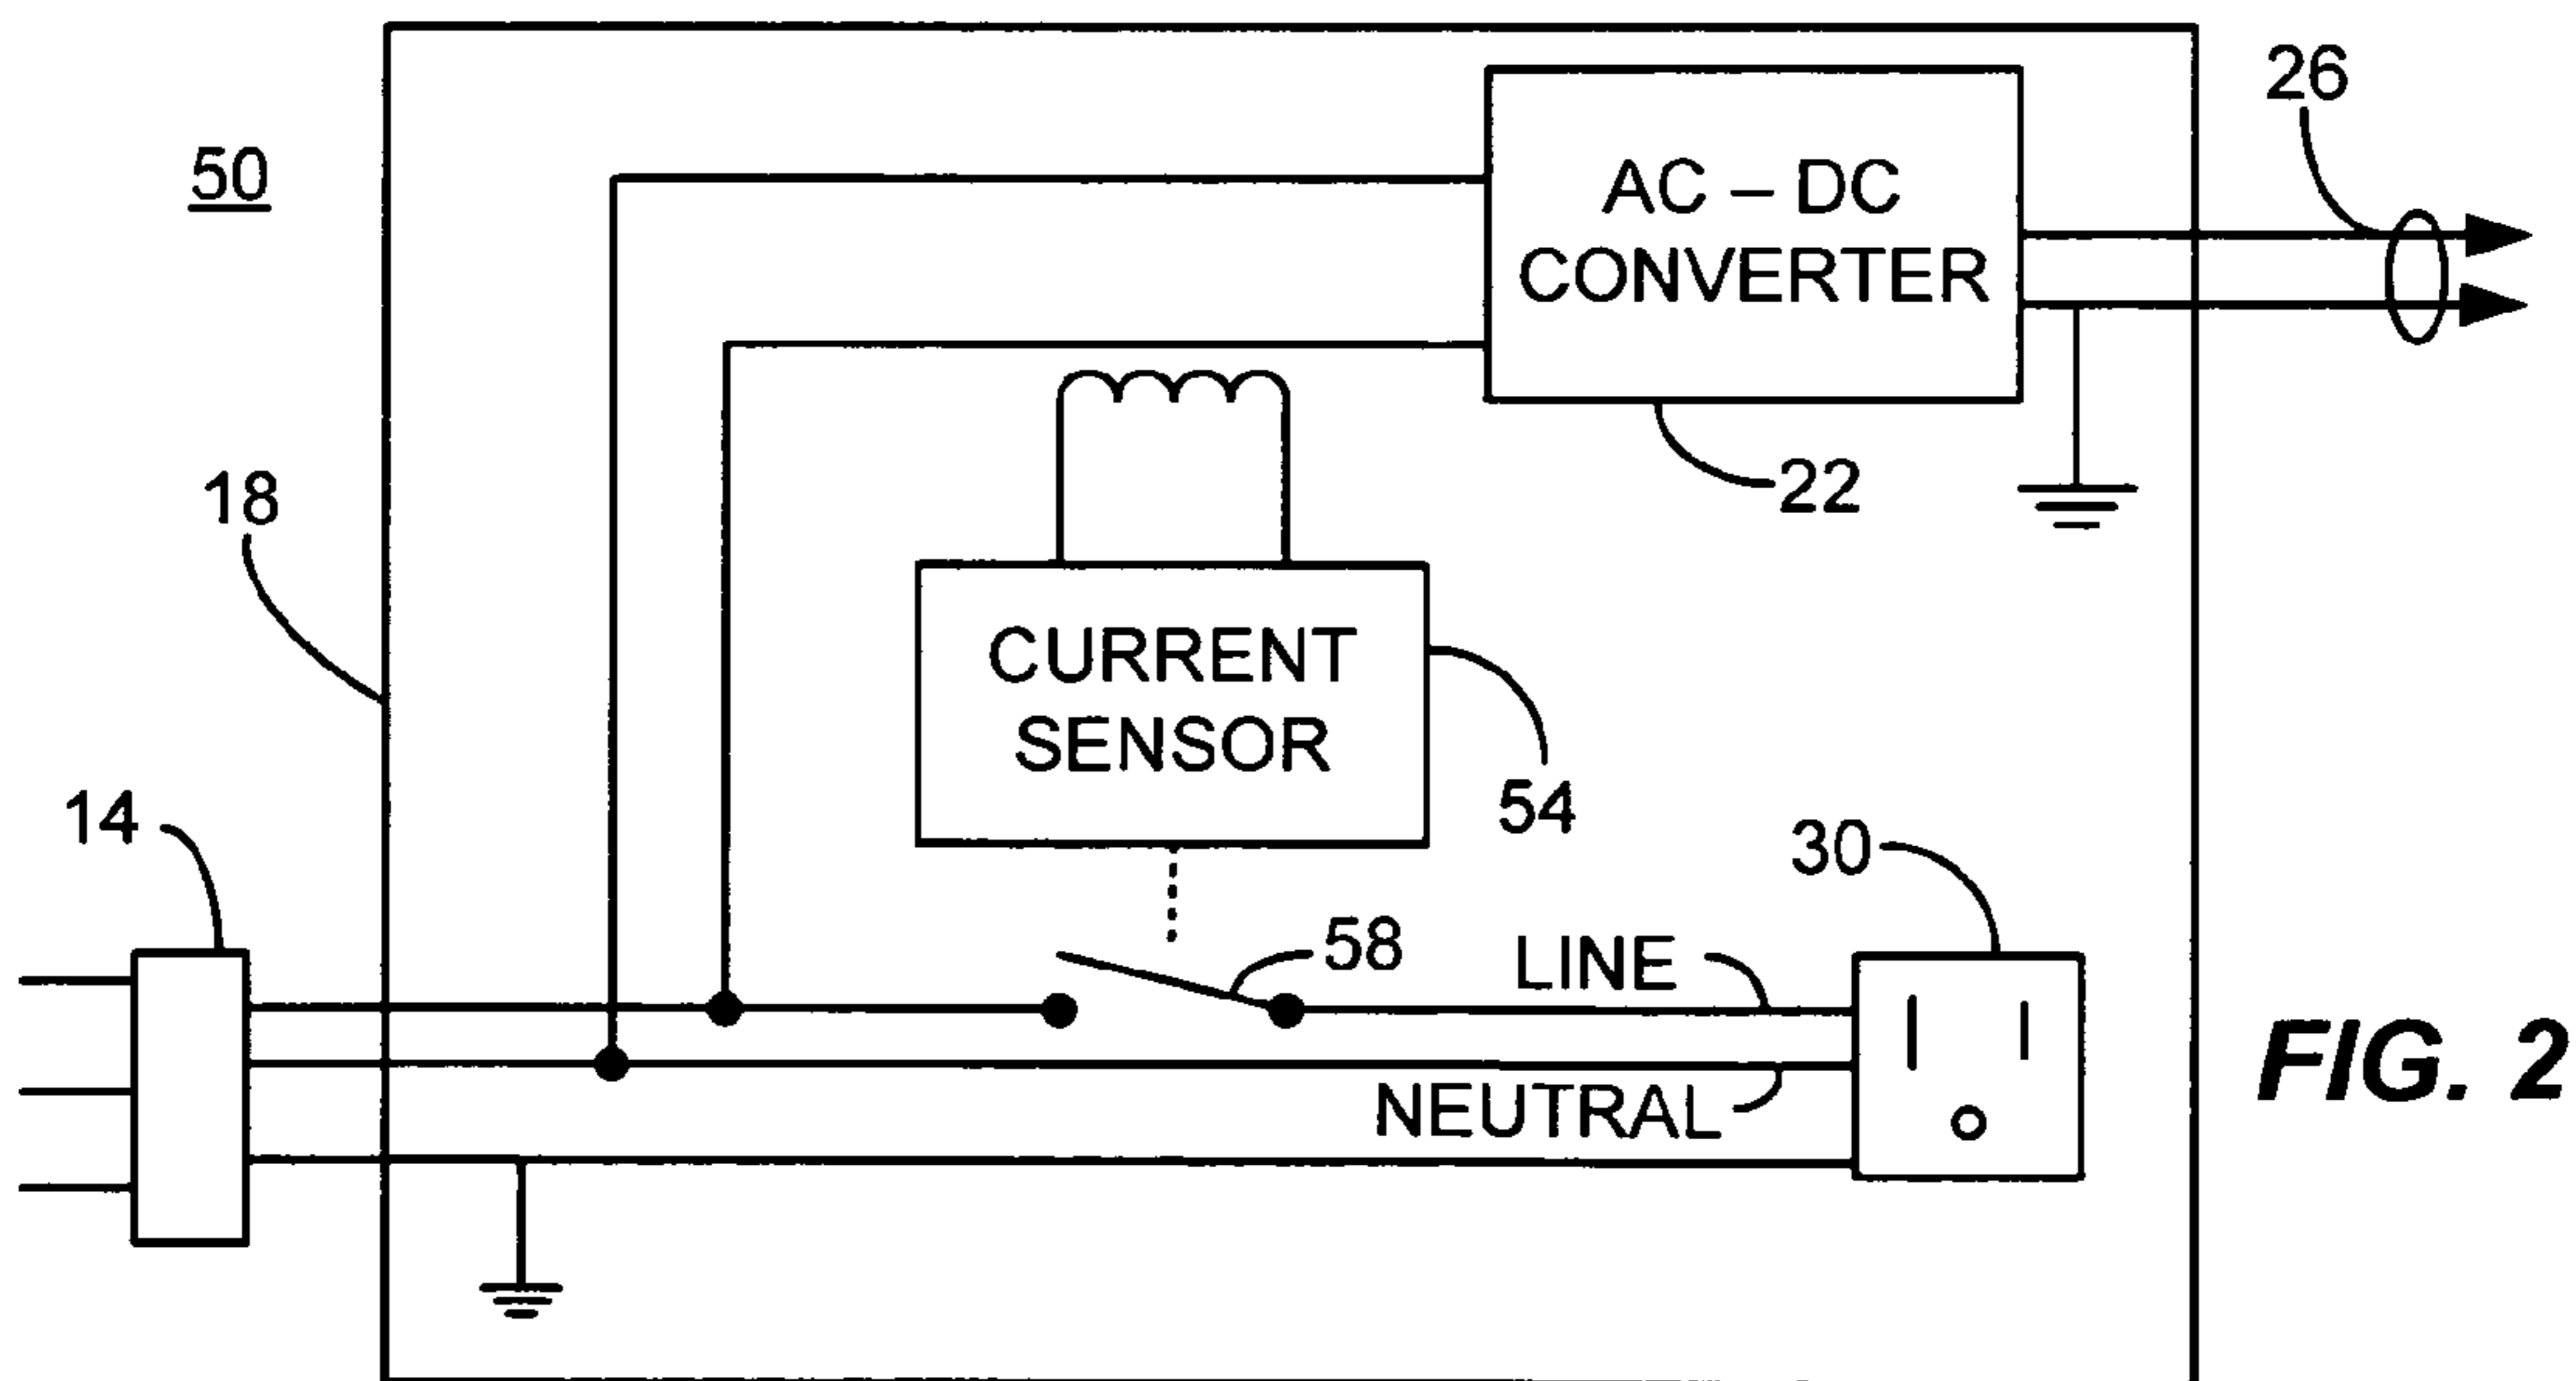 26
50
AC – DC
CONVERTER
22
18
CURRENT
SENSOR
54
14
30
58
LINE
NEUTRAL
FIG. 2